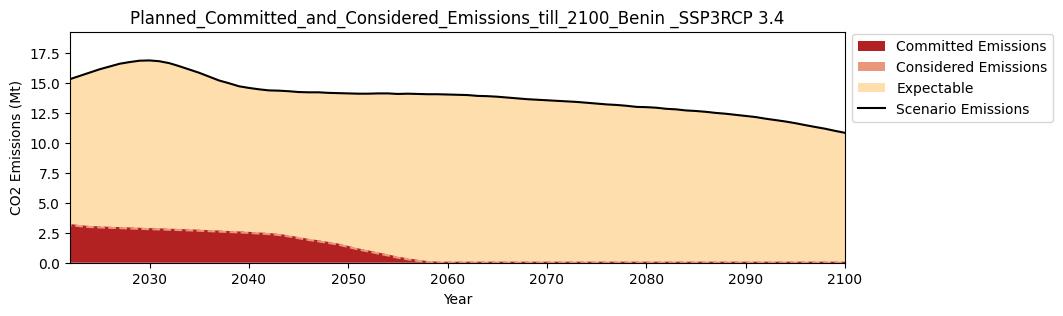 Planned_Committed_and_Considered_Emissions_till_2100_Benin _SSP3RCP 3.4
CO2 Emissions (Mt)
17.5
15.0
12.5
10.0
7.5
5.0
2.5
0.0
2030 2040 2050 2060 2070 2080 2090 2100
Year
Committed Emissions
Considered Emissions
Expectable
Scenario Emissions